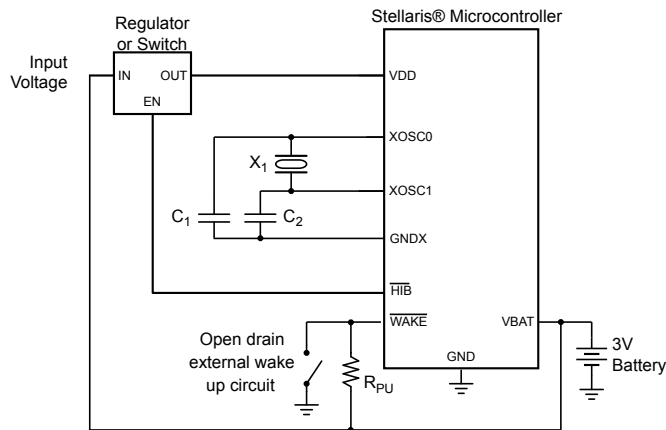 Stellaris® Microcontroller
Regulator
or Switch
Input
Voltage
IN
OUT
EN
VDD
XOSC0
X1
XOSC1
C1
C2
GNDX
HIB
WAKE
VBAT
Open drain
external wake
up circuit
RPU
GND
3V
Battery